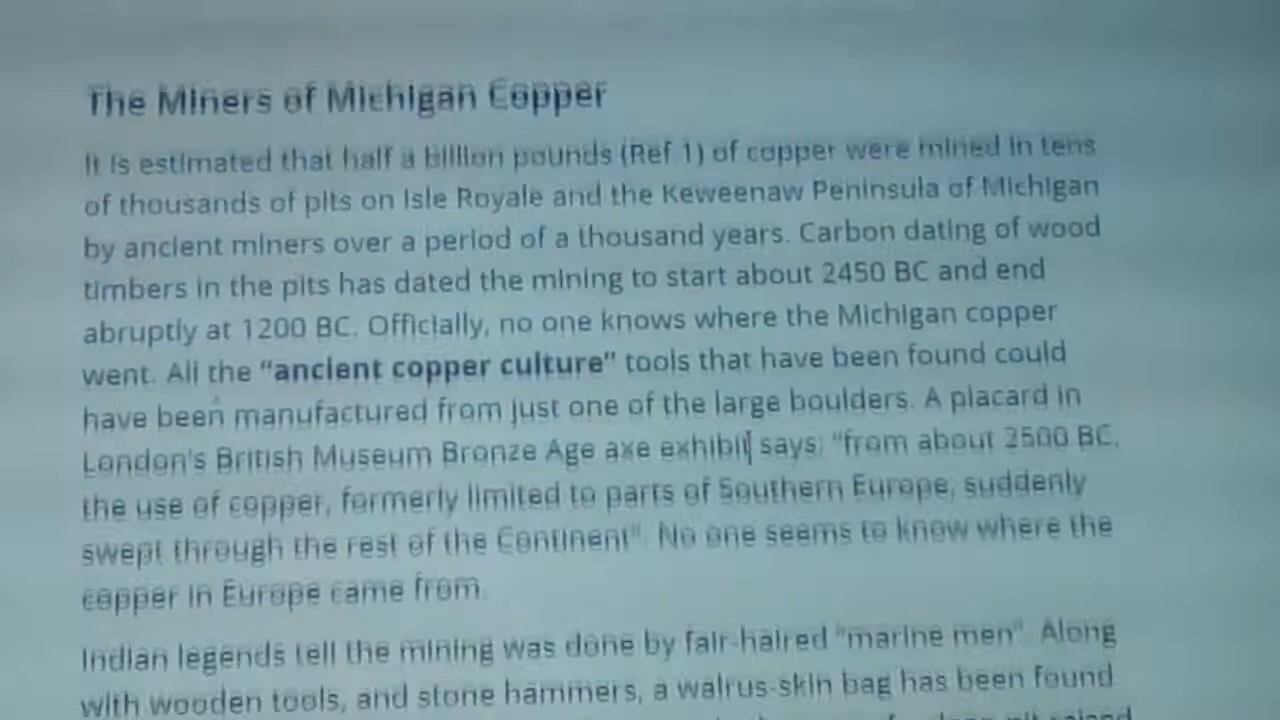 The Miners of Michigan Copper
It is estimated that half a billion pounds (Ref 1) of copper were mined in tens
of thousands of pits on Isle Royale and the Keweenaw Peninsula of Michigan
by ancient miners over a period of a thousand years. Carbon dating of wood
timbers in the pits has dated the mining to start about 2450 BC and end
abruptly at 1200 BC. Officially, no one knows where the Michigan copper
went. All the “ancient copper culture” tools that have been found could
have been manufactured from just one of the large boulders. A placard in
London's British Museum Bronze Age axe exhibit says: "from about 2500 BC,
the use of copper, formerly limited to parts of Southern Europe, suddenly
swept through the rest of the Continent". No one seems to know where the
copper in Europe came from.
Indian legends tell the mining was done by fair-haired "marine men". Along
with wooden tools, and stone hammers, a walrus-skin bag has been found